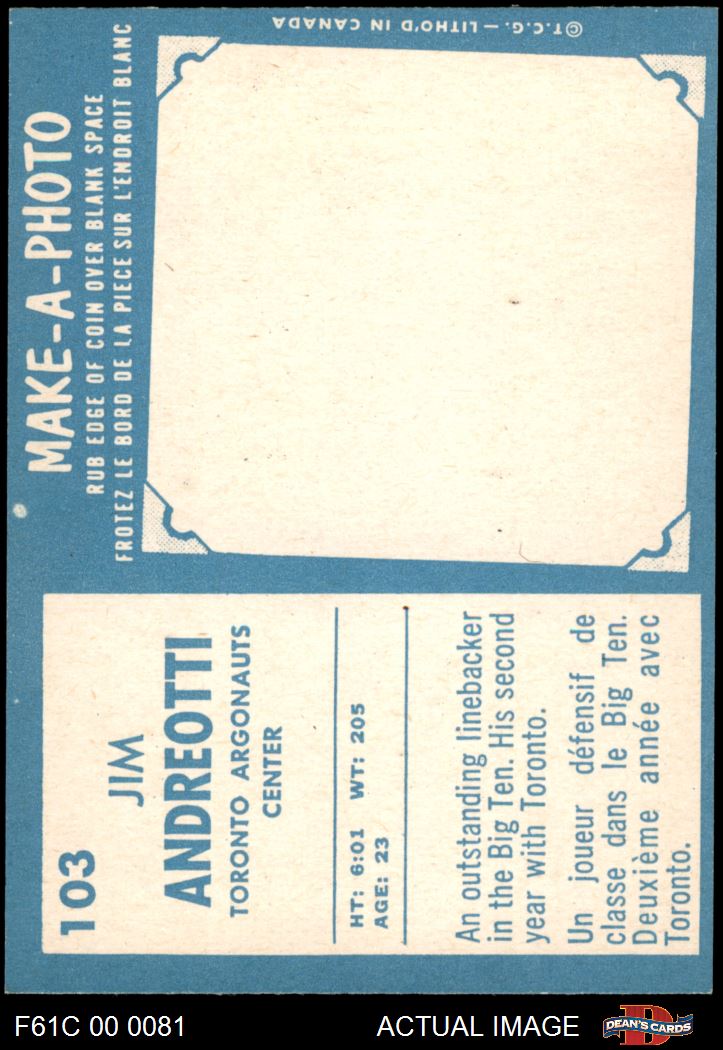 MAKE-A-PHOTO
RUB EDGE OF COIN OVER BLANK SPACE
FROTEZ LE BORD DE LA PIECE SUR L'ENDROIT BLANC
© T.C.G. — LITHO'D IN CANADA
103
JIM
ANDREOTTI
TORONTO ARGONAUTS
CENTER
HT: 6:01 WT: 205
AGE: 23
An outstanding linebacker
in the Big Ten. His second
year with Toronto.
Un joueur défensif de
classe dans le Big Ten.
Deuxième année avec
Toronto.
F61C 00 0081
ACTUAL IMAGE
DEAN'S CARDS